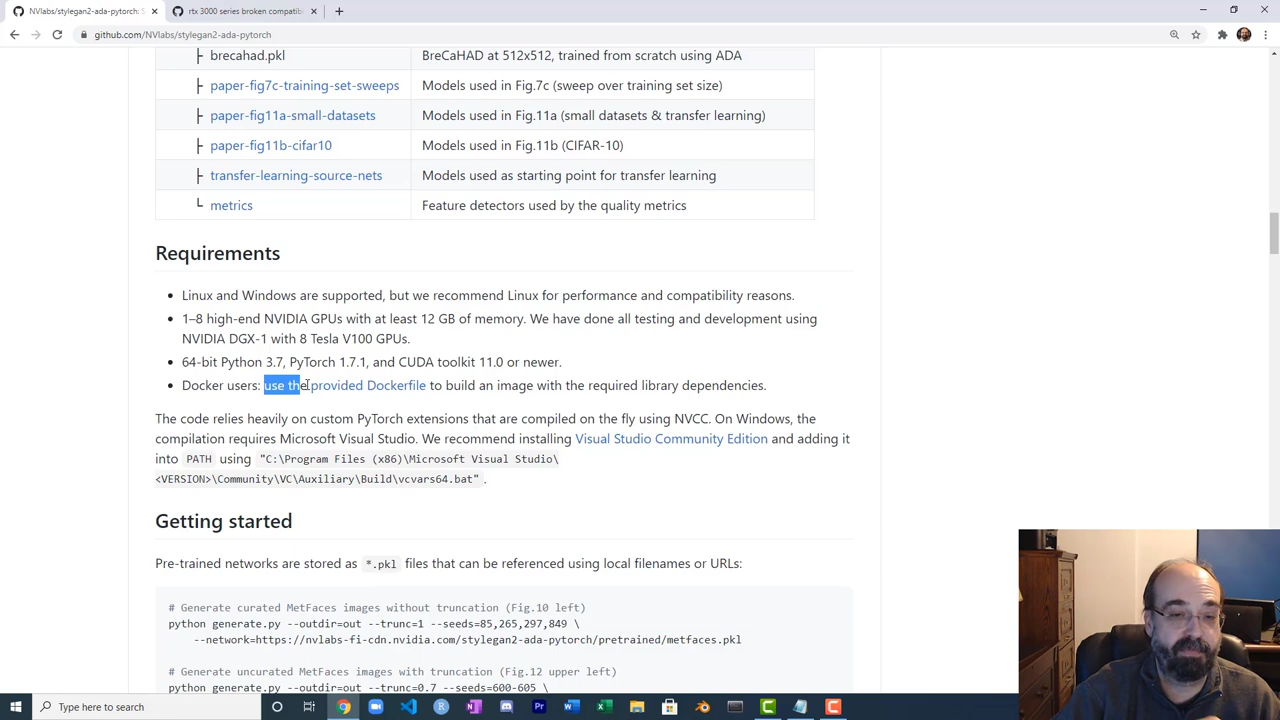 NVlabs/stylegan2-ada-pytorch: S
rtx 3000 series broken compatib
github.com/NVlabs/stylegan2-ada-pytorch
brecahad.pkl BreCaHAD at 512x512, trained from scratch using ADA
paper-fig7c-training-set-sweeps Models used in Fig.7c (sweep over training set size)
paper-fig11a-small-datasets Models used in Fig.11a (small datasets & transfer learning)
paper-fig11b-cifar10 Models used in Fig.11b (CIFAR-10)
transfer-learning-source-nets Models used as starting point for transfer learning
metrics Feature detectors used by the quality metrics
Requirements
• Linux and Windows are supported, but we recommend Linux for performance and compatibility reasons.
• 1–8 high-end NVIDIA GPUs with at least 12 GB of memory. We have done all testing and development using
NVIDIA DGX-1 with 8 Tesla V100 GPUs.
• 64-bit Python 3.7, PyTorch 1.7.1, and CUDA toolkit 11.0 or newer.
• Docker users: use the provided Dockerfile to build an image with the required library dependencies.
The code relies heavily on custom PyTorch extensions that are compiled on the fly using NVCC. On Windows, the
compilation requires Microsoft Visual Studio. We recommend installing Visual Studio Community Edition and adding it
into PATH using "C:\Program Files (x86)\Microsoft Visual Studio\
<VERSION>\Community\VC\Auxiliary\Build\vcvars64.bat".
Getting started
Pre-trained networks are stored as *.pkl files that can be referenced using local filenames or URLs:
# Generate curated MetFaces images without truncation (Fig.10 left)
python generate.py --outdir=out --trunc=1 --seeds=85,265,297,849 \
--network=https://nvlabs-fi-cdn.nvidia.com/stylegan2-ada-pytorch/pretrained/metfaces.pkl
# Generate uncurated MetFaces images with truncation (Fig.12 upper left)
python generate.py --outdir=out --trunc=0.7 --seeds=600-605 \
Type here to search